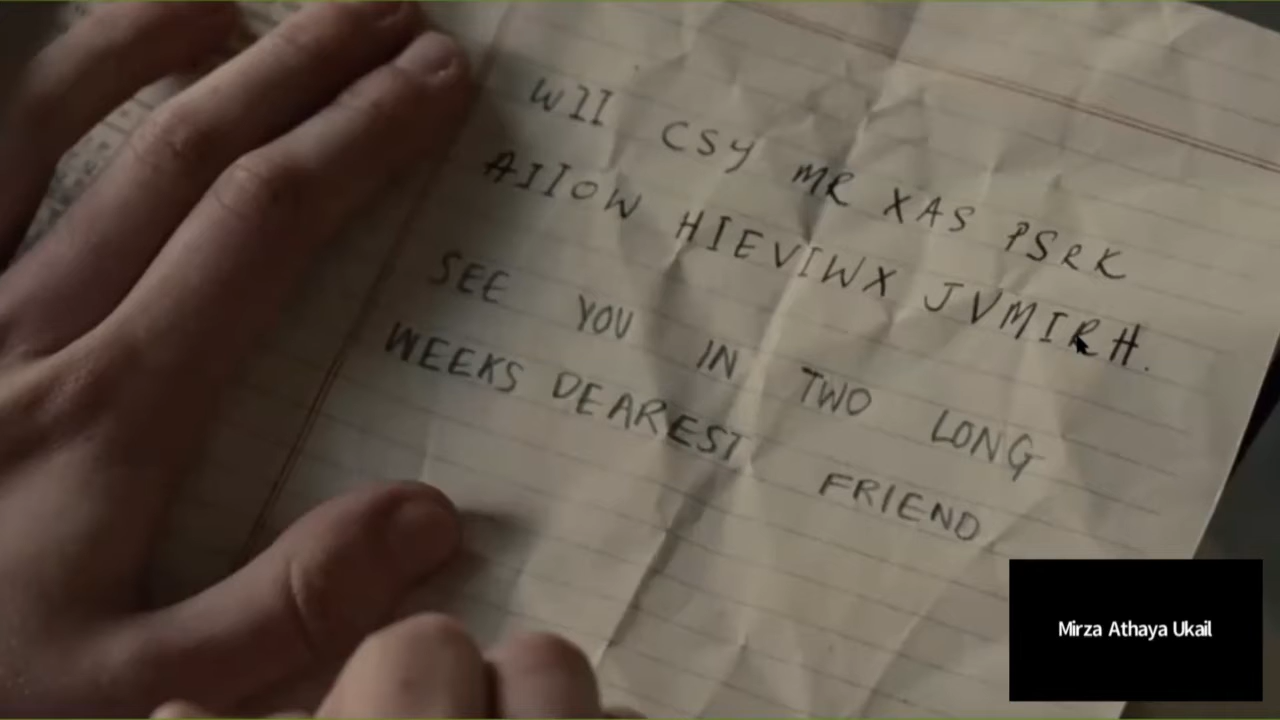 WII CSY MR XAS PSRK
AIIOW HIEVIWX JVMIRH.
SEE YOU IN TWO LONG
WEEKS DEAREST FRIEND
Mirza Athaya Ukail